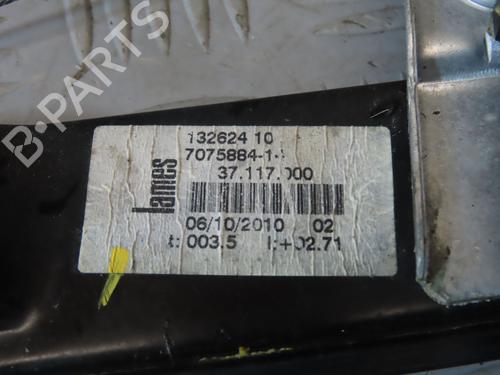 B-PARTS
132624 10
7075884-1
37.117.000
lames
06/10/2010 02
t: 003.5 l:+02.71